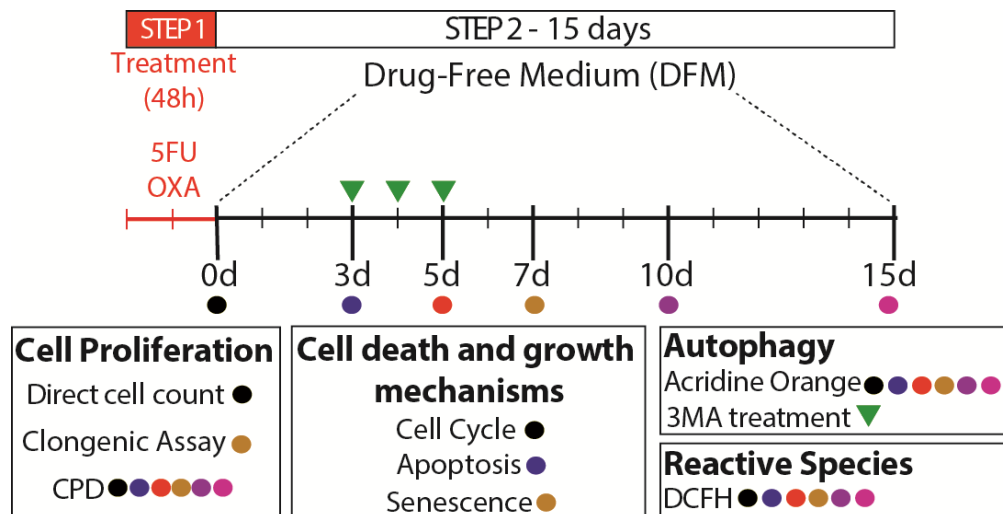 STEP 1
STEP 2 - 15 days
Treatment
(48h)
Drug-Free Medium (DFM)
5FU
OXA
0d 3d 5d 7d 10d 15d
Cell Proliferation
Direct cell count
Clongenic Assay
CPD
Cell death and growth
mechanisms
Cell Cycle
Apoptosis
Senescence
Autophagy
Acridine Orange
3MA treatment
Reactive Species
DCFH